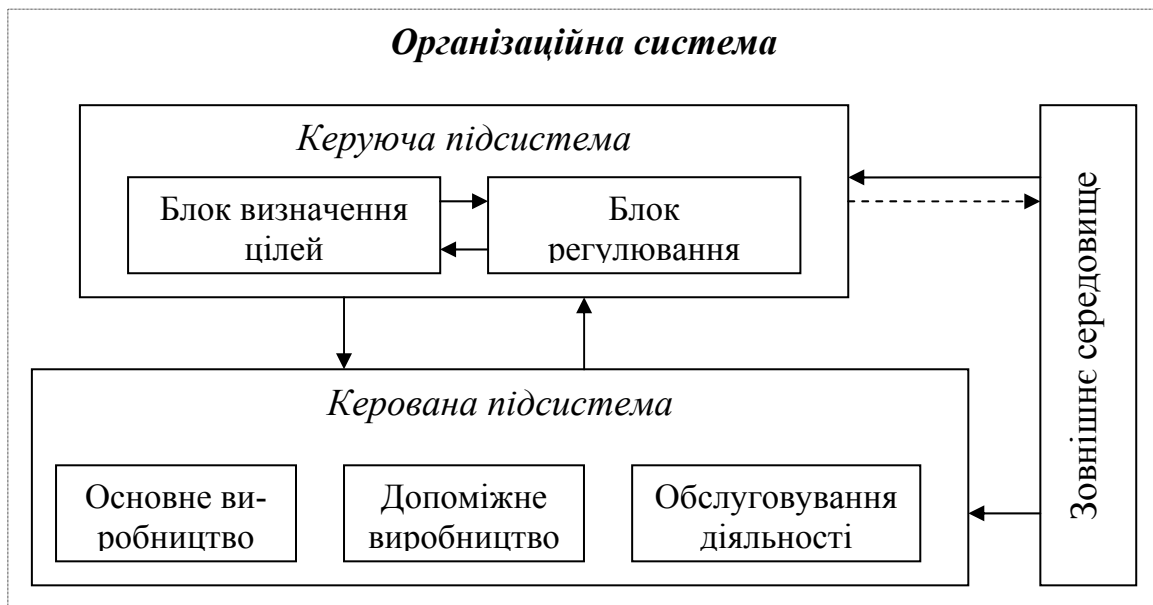 Організаційна система
Керуюча підсистема
Блок визначення
цілей
Блок
регулювання
Зовнішнє середовище
Керована підсистема
Основне ви-
робництво
Допоміжне
виробництво
Обслуговування
діяльності